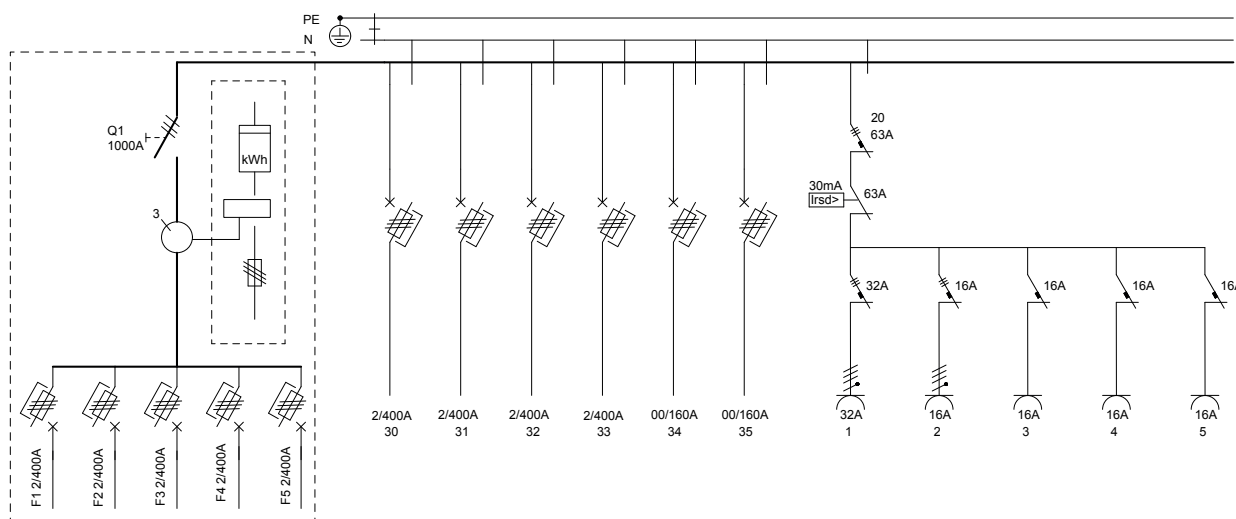 PE
N
Q1
1000A
kWh
3
F1 2/400A
F2 2/400A
F3 2/400A
F4 2/400A
F5 2/400A
2/400A
30
2/400A
31
2/400A
32
2/400A
33
00/160A
34
00/160A
35
20
63A
30mA
Irsd>
63A
32A
16A
16A
16A
16A
32A
1
16A
2
16A
3
16A
4
16A
5